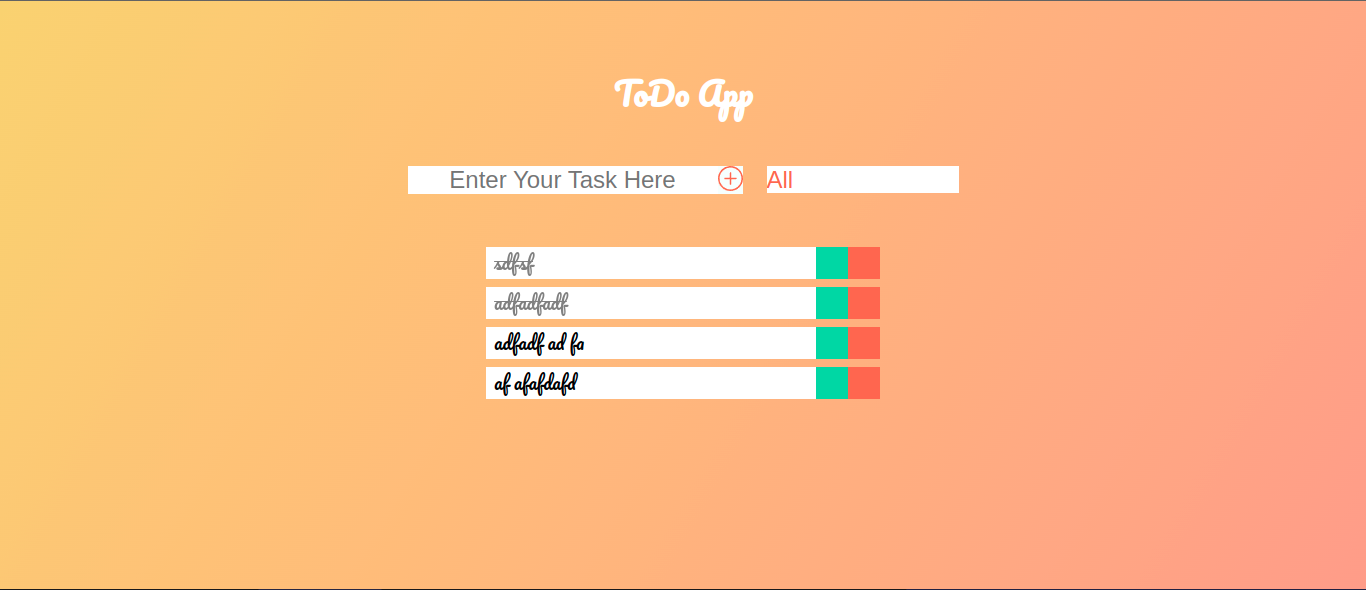 ToDo App
Enter Your Task Here
All
sdfsf
adfadfadf
adfadf ad fa
af afafdafd